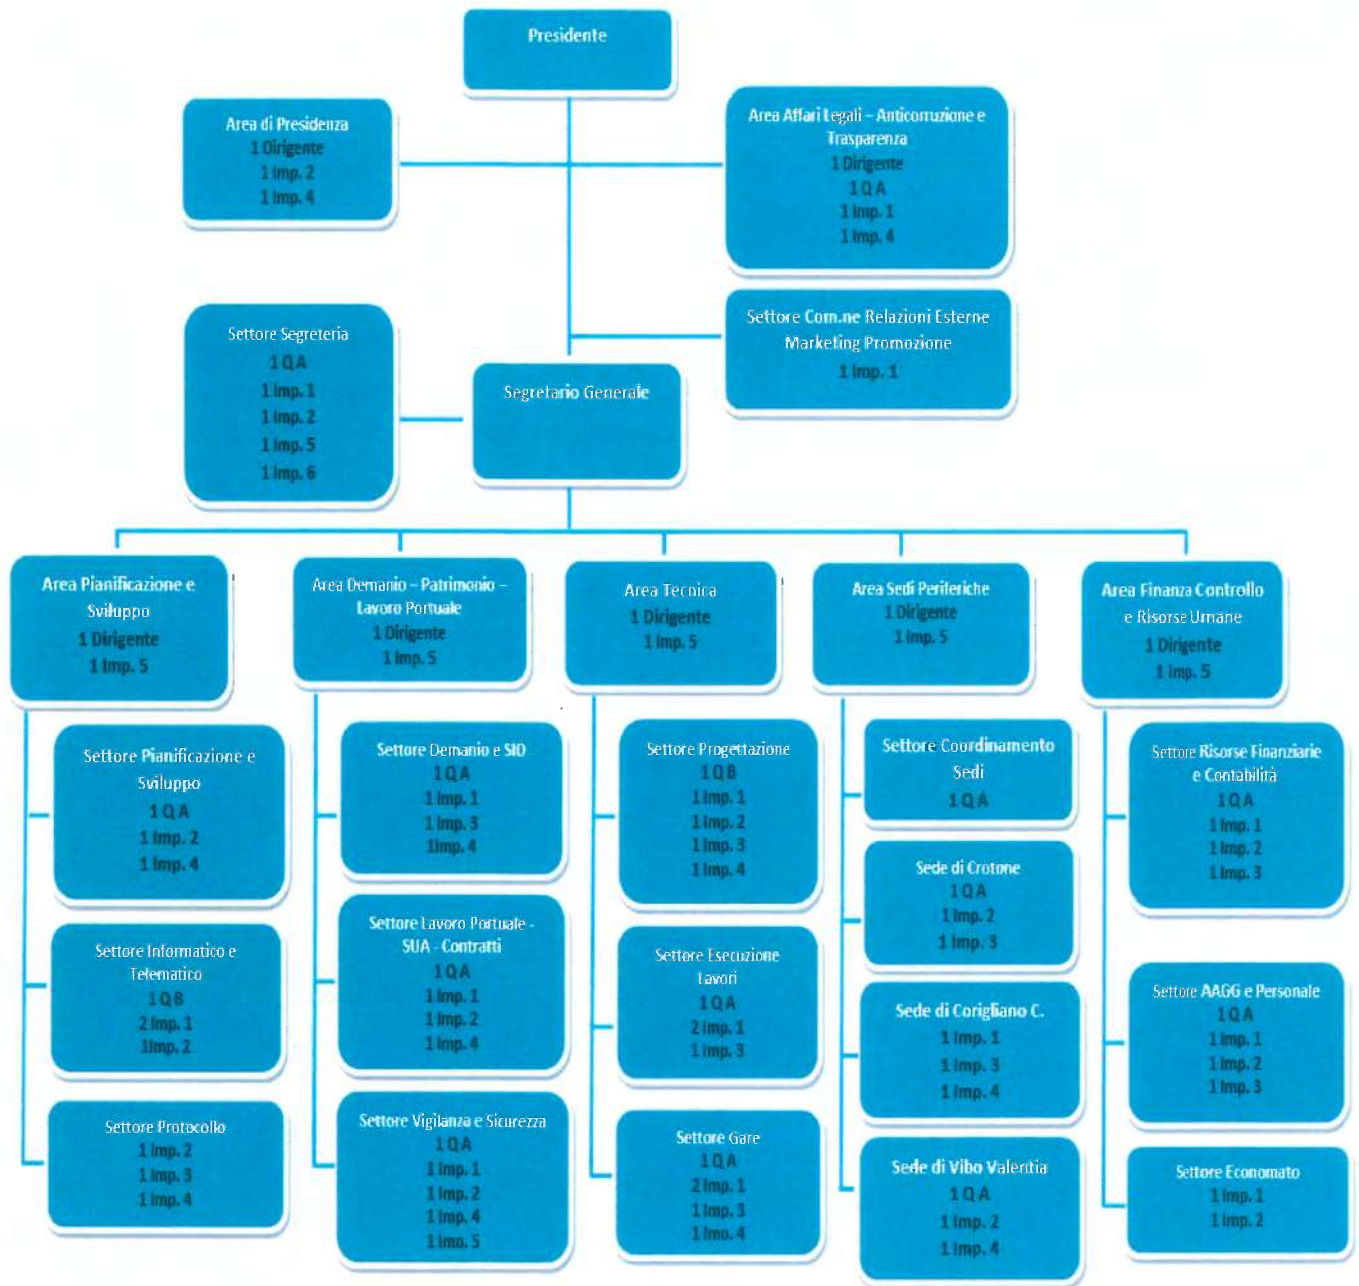 Presidente
Area di Presidenza
1 Dirigente
1 Imp. 2
1 Imp. 4
Area Affari Legali – Anticorruzione e
Trasparenza
1 Dirigente
1 Q A
1 Imp. 1
1 Imp. 4
Settore Segreteria
1 Q A
1 Imp. 1
1 Imp. 2
1 Imp. 5
1 Imp. 6
Settore Com.ne Relazioni Esterne
Marketing Promozione
1 Imp. 1
Segretario Generale
Area Pianificazione e
Sviluppo
1 Dirigente
1 Imp. 5
Area Demanio – Patrimonio –
Lavoro Portuale
1 Dirigente
1 Imp. 5
Area Tecnica
1 Dirigente
1 Imp. 5
Area Sedi Periferiche
1 Dirigente
1 Imp. 5
Area Finanza Controllo
e Risorse Umane
1 Dirigente
1 Imp. 5
Settore Pianificazione e
Sviluppo
1 Q A
1 Imp. 2
1 Imp. 4
Settore Informatico e
Telematico
1 Q B
2 Imp. 1
1Imp. 2
Settore Protocollo
1 Imp. 2
1 Imp. 3
1 Imp. 4
Settore Demanio e SID
1 Q A
1 Imp. 1
1 Imp. 3
1Imp. 4
Settore Lavoro Portuale -
SUA - Contratti
1 Q A
1 Imp. 1
1 Imp. 2
1 Imp. 4
Settore Vigilanza e Sicurezza
1 Q A
1 Imp. 1
1 Imp. 2
1 Imp. 4
1 Imo. 5
Settore Progettazione
1 Q B
1 Imp. 1
1 Imp. 2
1 Imp. 3
1 Imp. 4
Settore Esecuzione
Lavori
1 Q A
2 imp. 1
1 Imp. 3
Settore Gare
1 Q A
2 Imp. 1
1 Imp. 3
1 Imo. 4
Settore Coordinamento
Sedi
1 Q A
Sede di Crotone
1 Q A
1 Imp. 2
1 Imp. 3
Sede di Corigliano C.
1 Imp. 1
1 Imp. 3
1 Imp. 4
Sede di Vibo Valentia
1 Q A
1 Imp. 2
1 Imp. 4
Settore Risorse Finanziarie
e Contabilità
1 Q A
1 Imp. 1
1 Imp. 2
1 Imp. 3
Settore AAGG e Personale
1 Q A
1 Imp. 1
1 Imp. 2
1 Imp. 3
Settore Economato
1 Imp. 1
1 Imp. 2